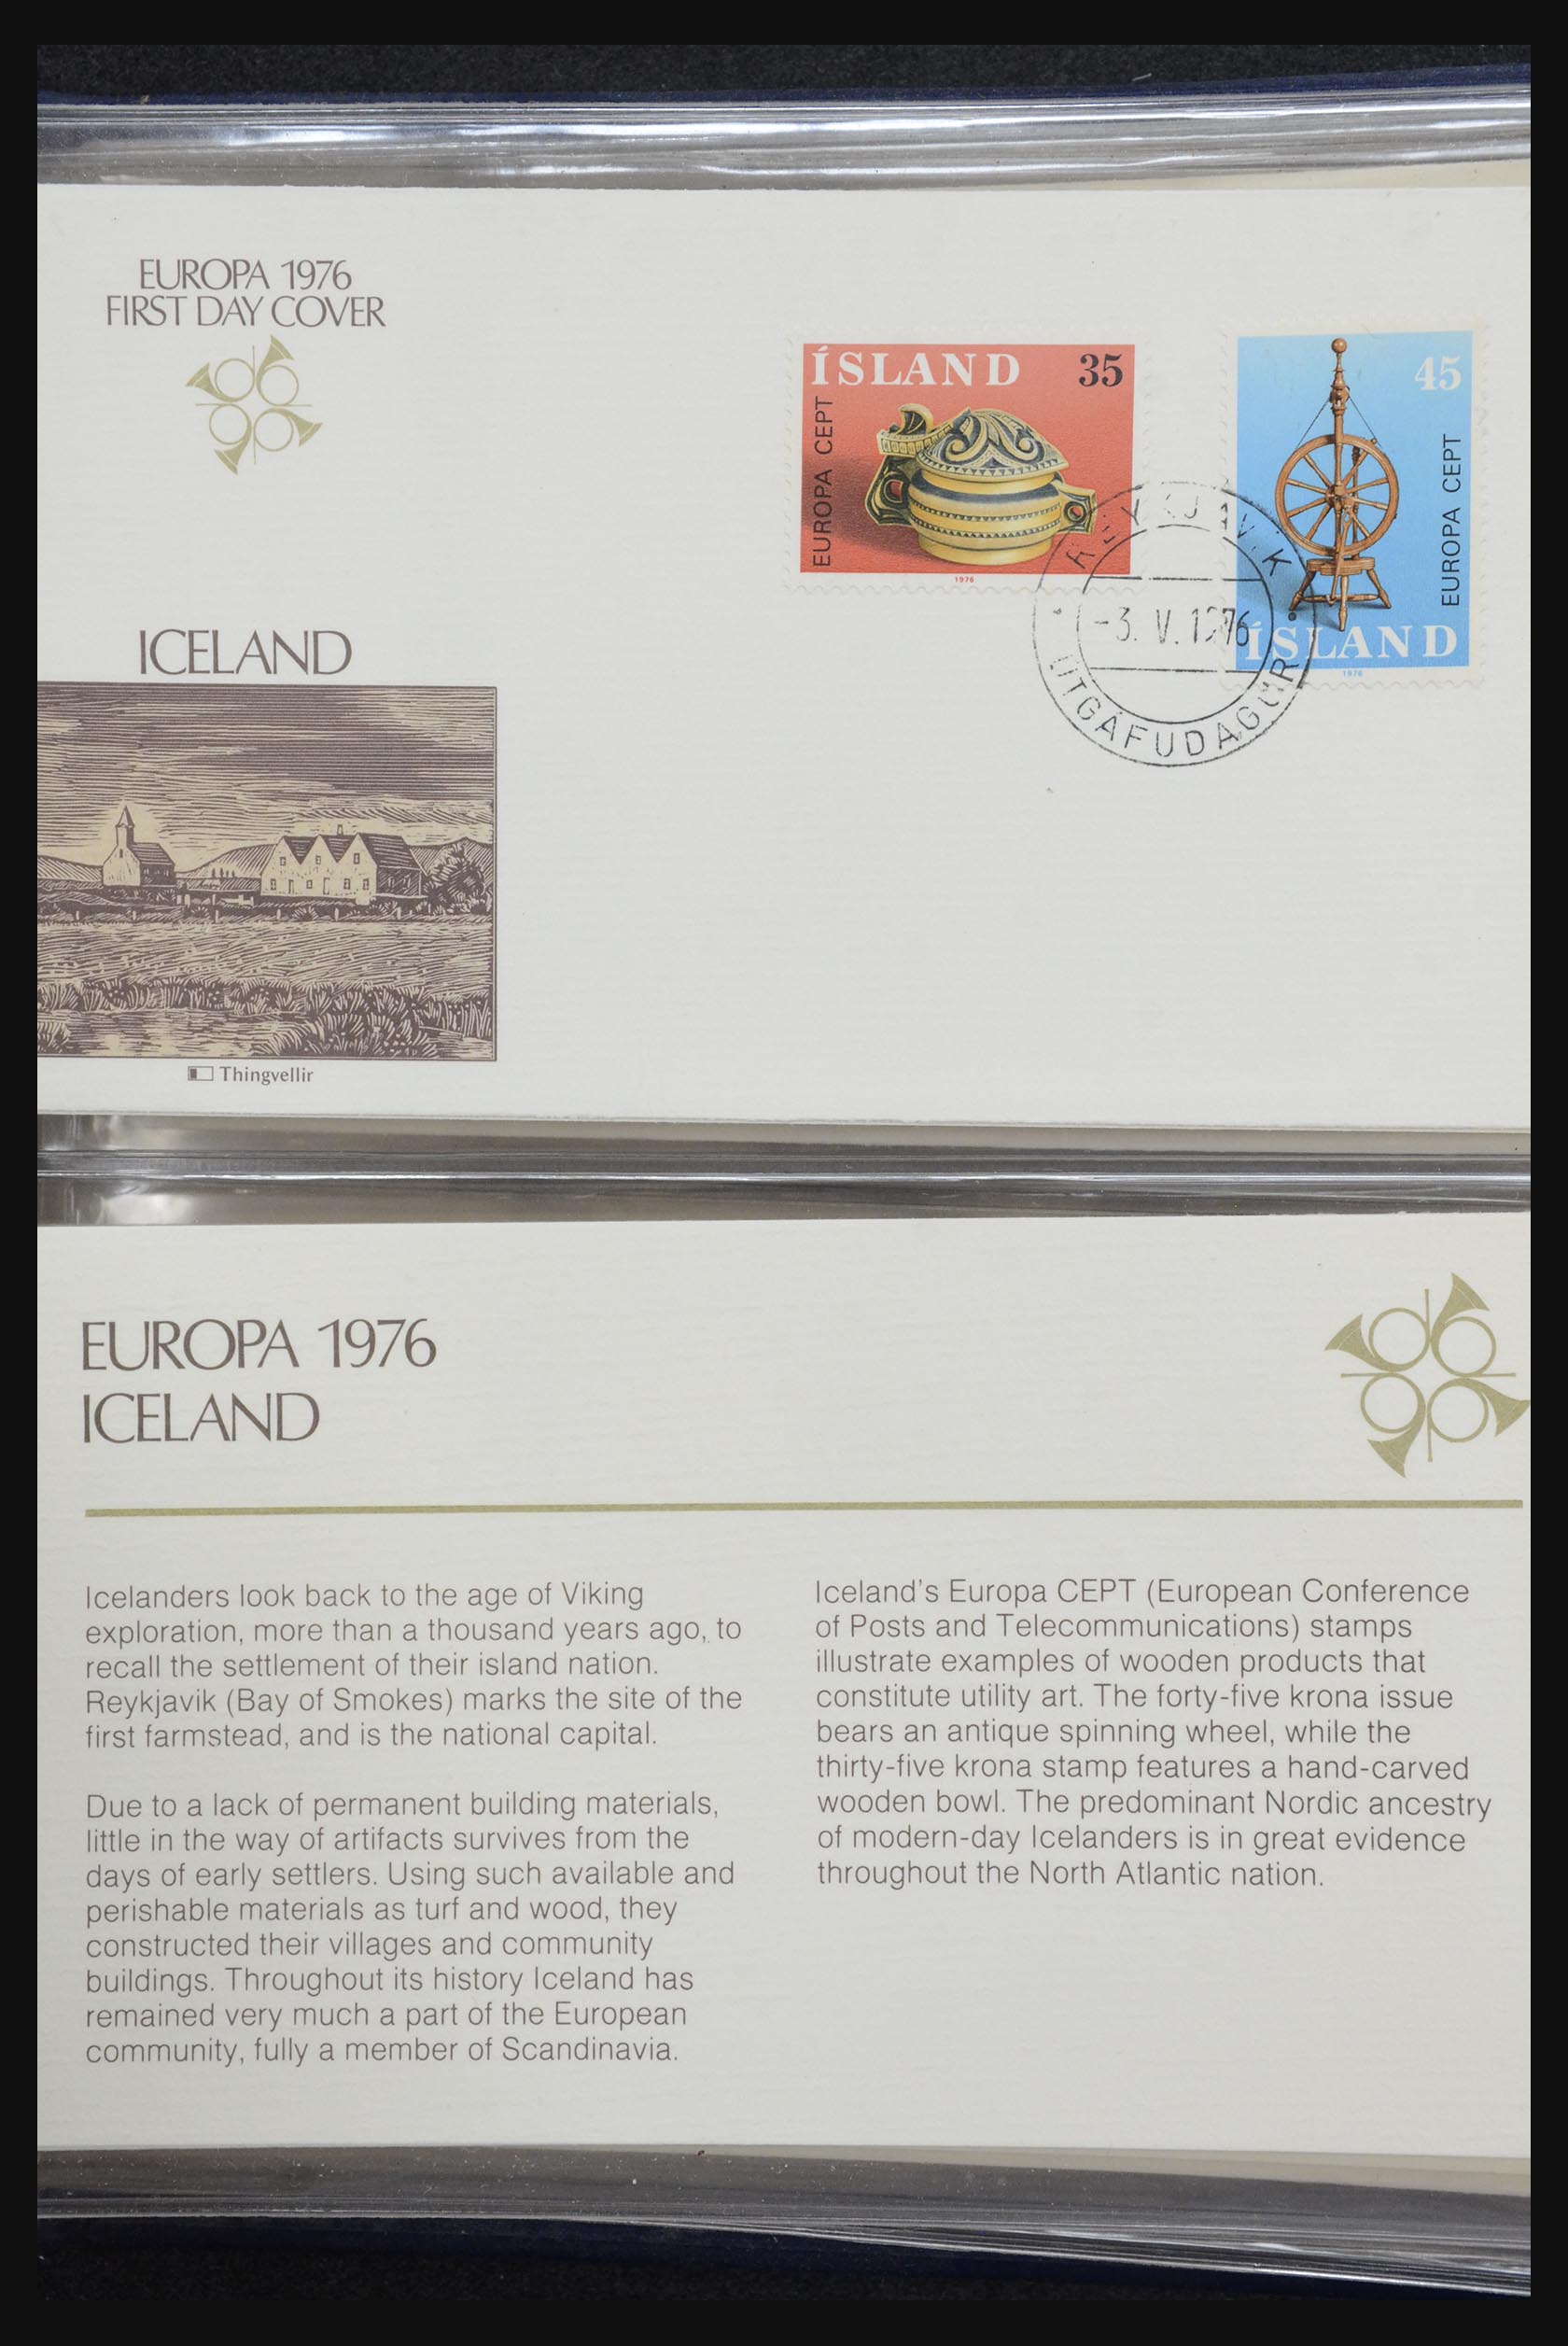 EUROPA 1976
FIRST DAY COVER
ÍSLAND 35
EUROPA CEPT
1976
45
EUROPA CEPT
ÍSLAND
1976
REYKJAVÍK
-3. V. 1976
ÚTGÁFUDAGUR
ICELAND
Thingvellir
EUROPA 1976
ICELAND
Icelanders look back to the age of Viking
exploration, more than a thousand years ago, to
recall the settlement of their island nation.
Reykjavik (Bay of Smokes) marks the site of the
first farmstead, and is the national capital.
Due to a lack of permanent building materials,
little in the way of artifacts survives from the
days of early settlers. Using such available and
perishable materials as turf and wood, they
constructed their villages and community
buildings. Throughout its history Iceland has
remained very much a part of the European
community, fully a member of Scandinavia.
Iceland's Europa CEPT (European Conference
of Posts and Telecommunications) stamps
illustrate examples of wooden products that
constitute utility art. The forty-five krona issue
bears an antique spinning wheel, while the
thirty-five krona stamp features a hand-carved
wooden bowl. The predominant Nordic ancestry
of modern-day Icelanders is in great evidence
throughout the North Atlantic nation.